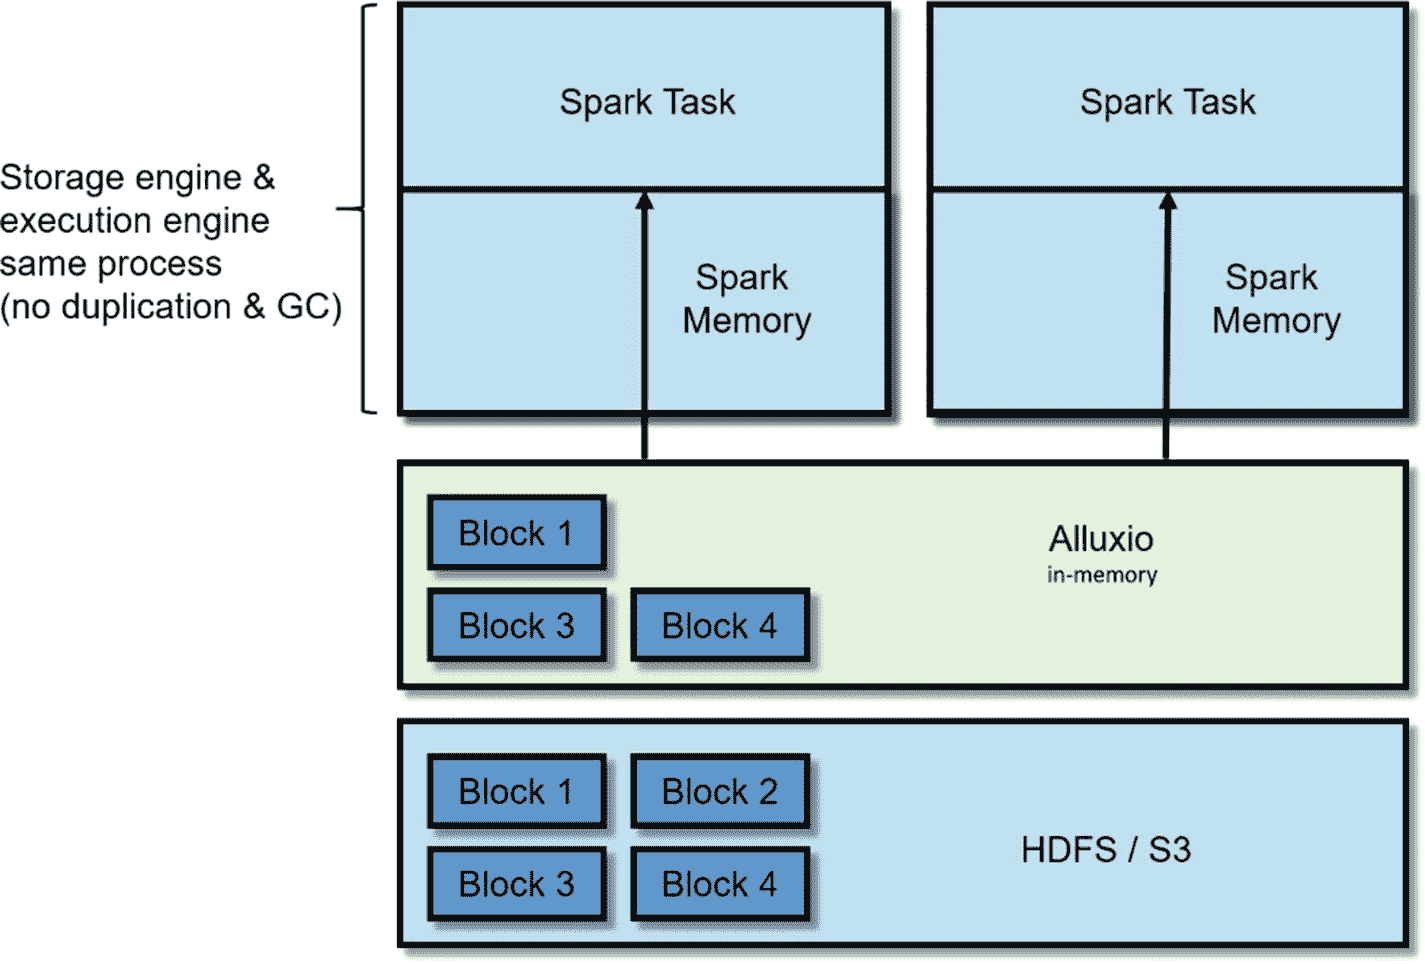 Spark Task
Spark Task
Storage engine &
execution engine
same process
(no duplication & GC)
Spark
Memory
Spark
Memory
Block 1
Alluxio
in-memory
Block 3
Block 4
Block 1
Block 2
HDFS / S3
Block 3
Block 4